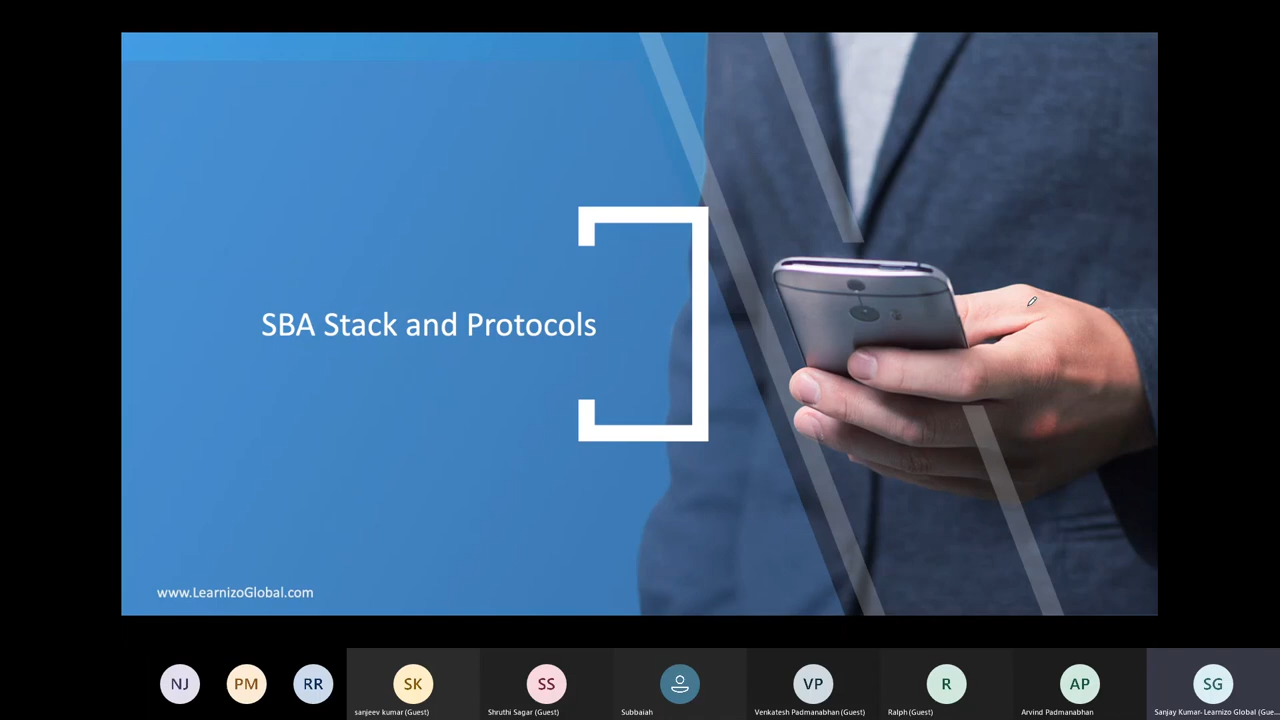 SBA Stack and Protocols
www.LearnizoGlobal.com
NJ
PM
RR
SK
SS
VP
R
AP
SG
sanjeev kumar (Guest)
Shruthi Sagar (Guest)
Subbaiah
Venkatesh Padmanabhan (Guest)
Ralph (Guest)
Arvind Padmanabhan
Sanjay Kumar- Learnizo Global (Gue...